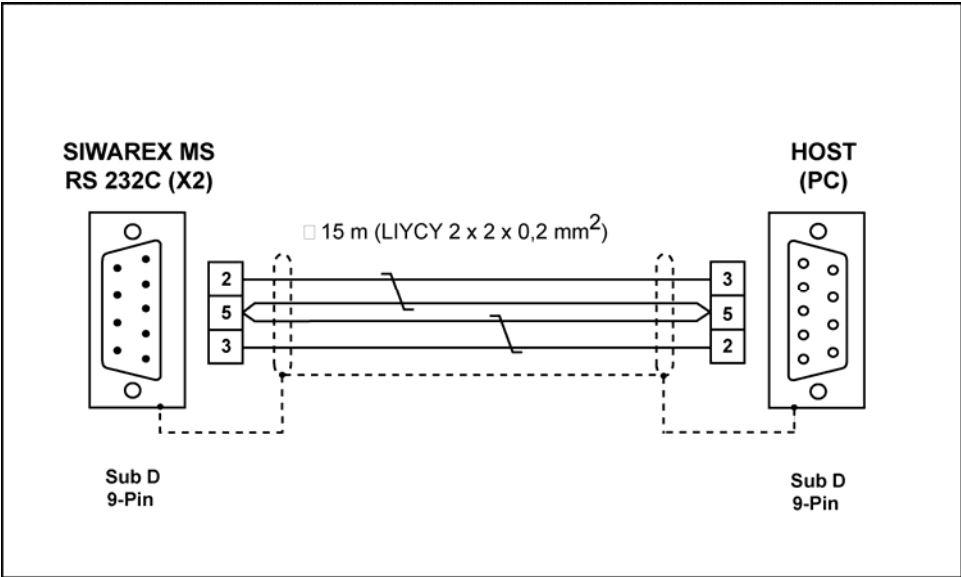 SIWAREX MS
RS 232C (X2)
HOST
(PC)
□ 15 m (LIYCY 2 x 2 x 0,2 mm²)
2
3
5
5
3
2
Sub D
9-Pin
Sub D
9-Pin